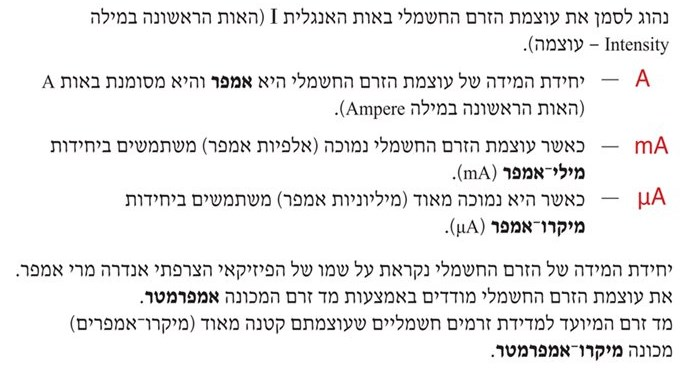 נהוג לסמן את עוצמת הזרם החשמלי באות האנגלית I (האות הראשונה במילה
Intensity – עוצמה).
A — יחידת המידה של עוצמת הזרם החשמלי היא אמפר והיא מסומנת באות A
(האות הראשונה במילה Ampere).
mA — כאשר עוצמת הזרם החשמלי נמוכה (אלפיות אמפר) משתמשים ביחידות
מילי־אמפר (mA).
μA — כאשר היא נמוכה מאוד (מיליוניות אמפר) משתמשים ביחידות
מיקרו־אמפר (μA).
יחידת המידה של הזרם החשמלי נקראת על שמו של הפיזיקאי הצרפתי אנדרה מרי אמפר.
את עוצמת הזרם החשמלי מודדים באמצעות מד זרם המכונה אמפרמטר.
מד זרם המיועד למדידת זרמים חשמליים שעוצמתם קטנה מאוד (מיקרו־אמפרים)
מכונה מיקרו־אמפרמטר.